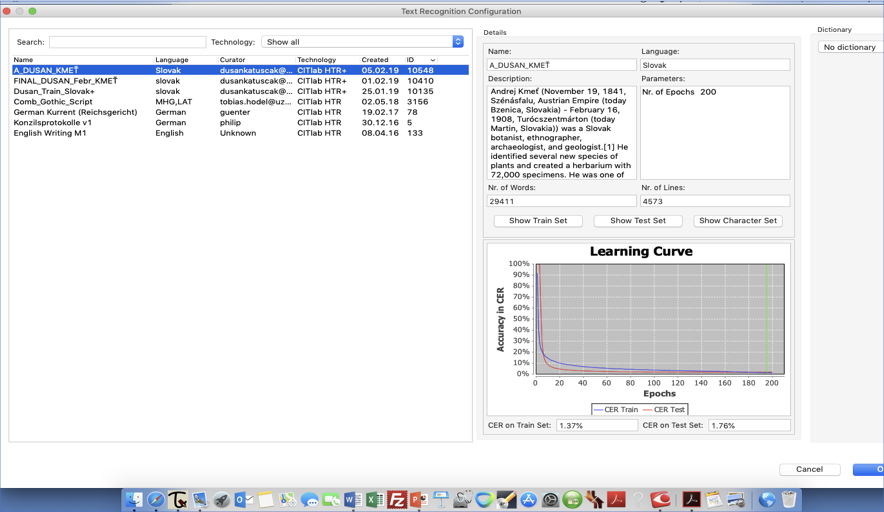 Text Recognition Configuration
Search:
Technology: Show all
Name Language Curator Technology Created ID
A_DUSAN_KMEŤ Slovak dusankatuscak@... CITlab HTR+ 05.02.19 10548
FINAL_DUSAN_Febr_KMEŤ slovak dusankatuscak@... CITlab HTR+ 01.02.19 10410
Dusan_Train_Slovak+ slovak dusankatuscak@... CITlab HTR+ 25.01.19 10135
Comb_Gothic_Script MHG,LAT tobias.hodel@uz... CITlab HTR 02.05.18 3156
German Kurrent (Reichsgericht) German guenter CITlab HTR 19.02.17 78
Konzilsprotokolle v1 German philip CITlab HTR 30.12.16 5
English Writing M1 English Unknown CITlab HTR 08.04.16 133
Details
Name: Language:
A_DUSAN_KMEŤ Slovak
Description: Parameters:
Andrej Kmeť (November 19, 1841,
Szénásfalu, Austrian Empire (today
Bzenica, Slovakia) - February 16,
1908, Turócszentmárton (today
Martin, Slovakia)) was a Slovak
botanist, ethnographer,
archaeologist, and geologist.[1] He
identified several new species of
plants and created a herbarium with
72,000 specimens. He was one of
Nr. of Epochs 200
Nr. of Words: Nr. of Lines:
29411 4573
Show Train Set Show Test Set Show Character Set
Learning Curve
Accuracy in CER
100%
90%
80%
70%
60%
50%
40%
30%
20%
10%
0%
0 20 40 60 80 100 120 140 160 180 200
Epochs
CER Train CER Test
CER on Train Set: 1.37% CER on Test Set: 1.76%
Dictionary
No dictionary
Cancel O